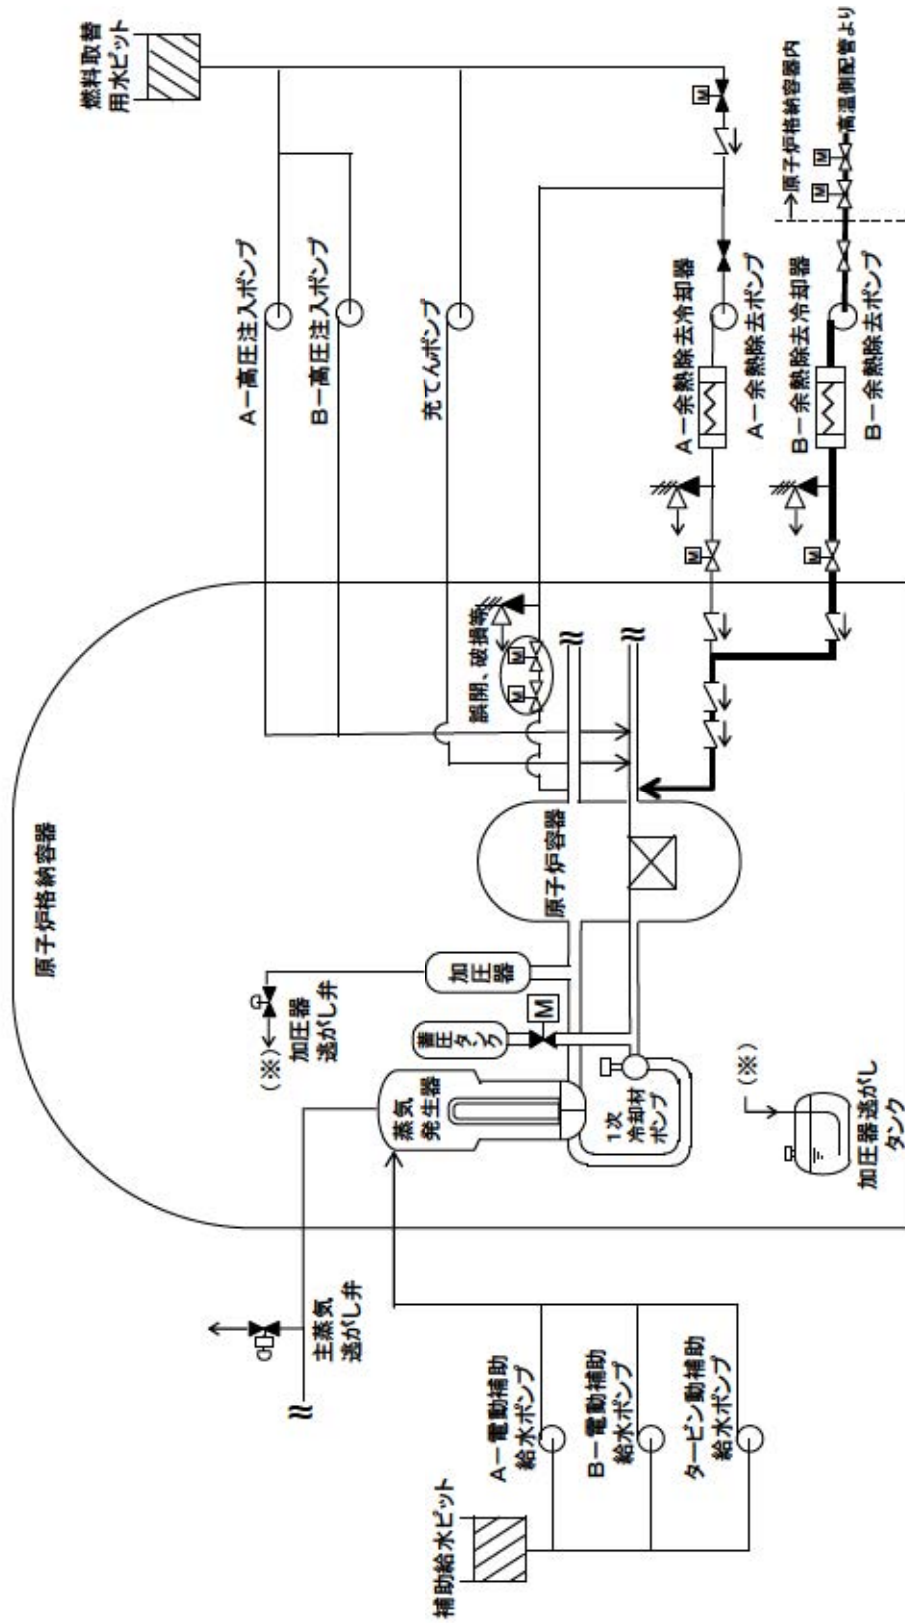 燃料取替
用水ピット
原子炉格納容器
A-高圧注入ポンプ
B-高圧注入ポンプ
充てんポンプ
M
→原子炉格納容器内
M
M
高温側配管より
A-余熱除去冷却器
A-余熱除去ポンプ
B-余熱除去冷却器
B-余熱除去ポンプ
M
M
誤開、破損等
M
M
原子炉容器
加圧器
蓄圧タンク
M
(※)
加圧器
逃がし弁
蒸気
発生器
1次
冷却材
ポンプ
(※)
加圧器逃がし
タンク
主蒸気
逃がし弁
A-電動補助
給水ポンプ
B-電動補助
給水ポンプ
タービン動補助
給水ポンプ
補助給水ピット